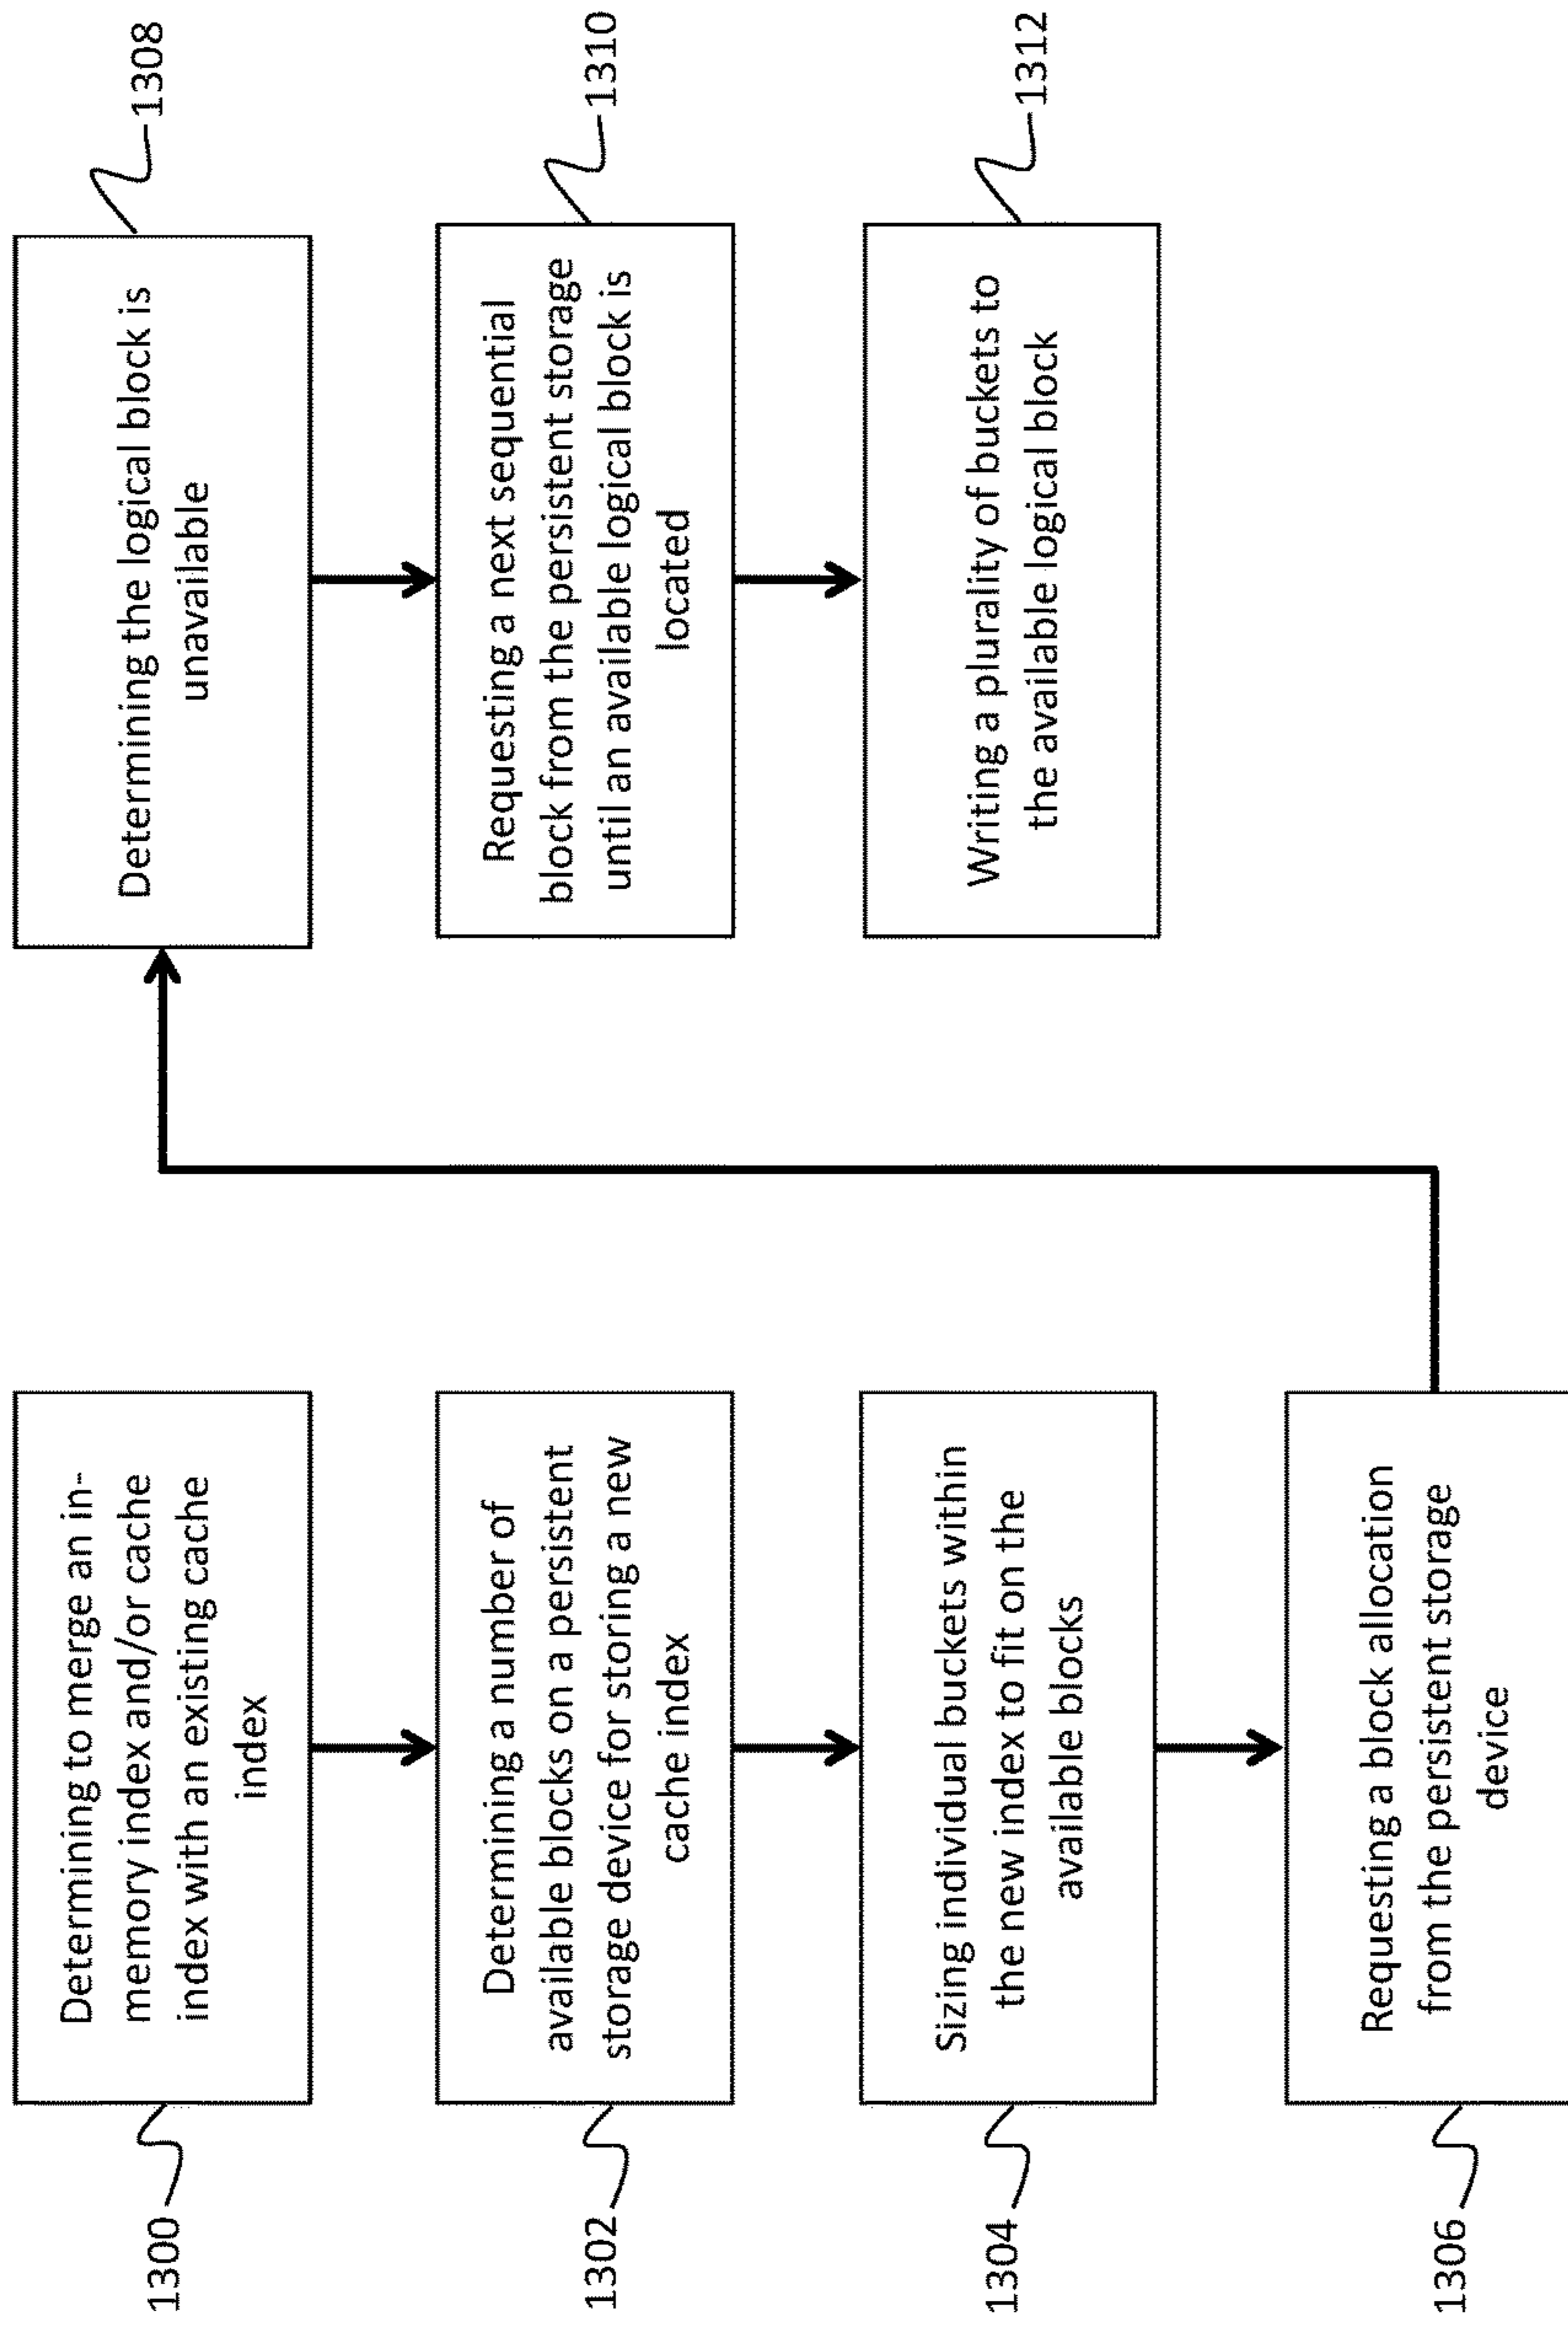 1300
Determining to merge an in-
memory index and/or cache
index with an existing cache
index
1302
Determining a number of
available blocks on a persistent
storage device for storing a new
cache index
1304
Sizing individual buckets within
the new index to fit on the
available blocks
1306
Requesting a block allocation
from the persistent storage
device
1308
Determining the logical block is
unavailable
1310
Requesting a next sequential
block from the persistent storage
until an available logical block is
located
1312
Writing a plurality of buckets to
the available logical block